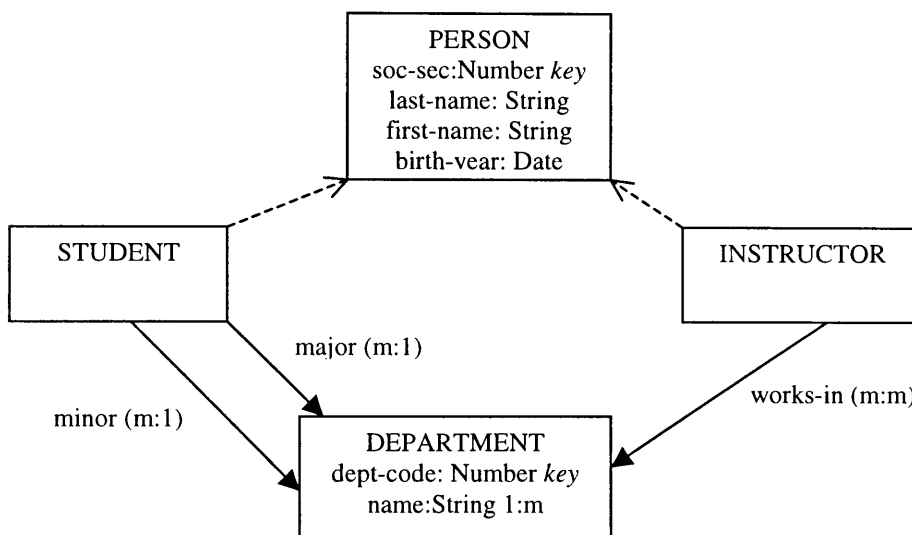 PERSON
soc-sec:Number key
last-name: String
first-name: String
birth-year: Date
STUDENT
INSTRUCTOR
major (m:1)
minor (m:1)
works-in (m:m)
DEPARTMENT
dept-code: Number key
name:String 1:m